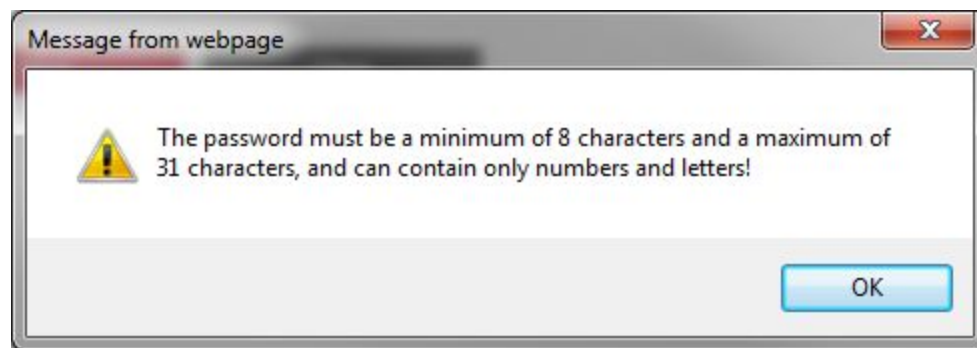 Message from webpage
The password must be a minimum of 8 characters and a maximum of
31 characters, and can contain only numbers and letters!
OK